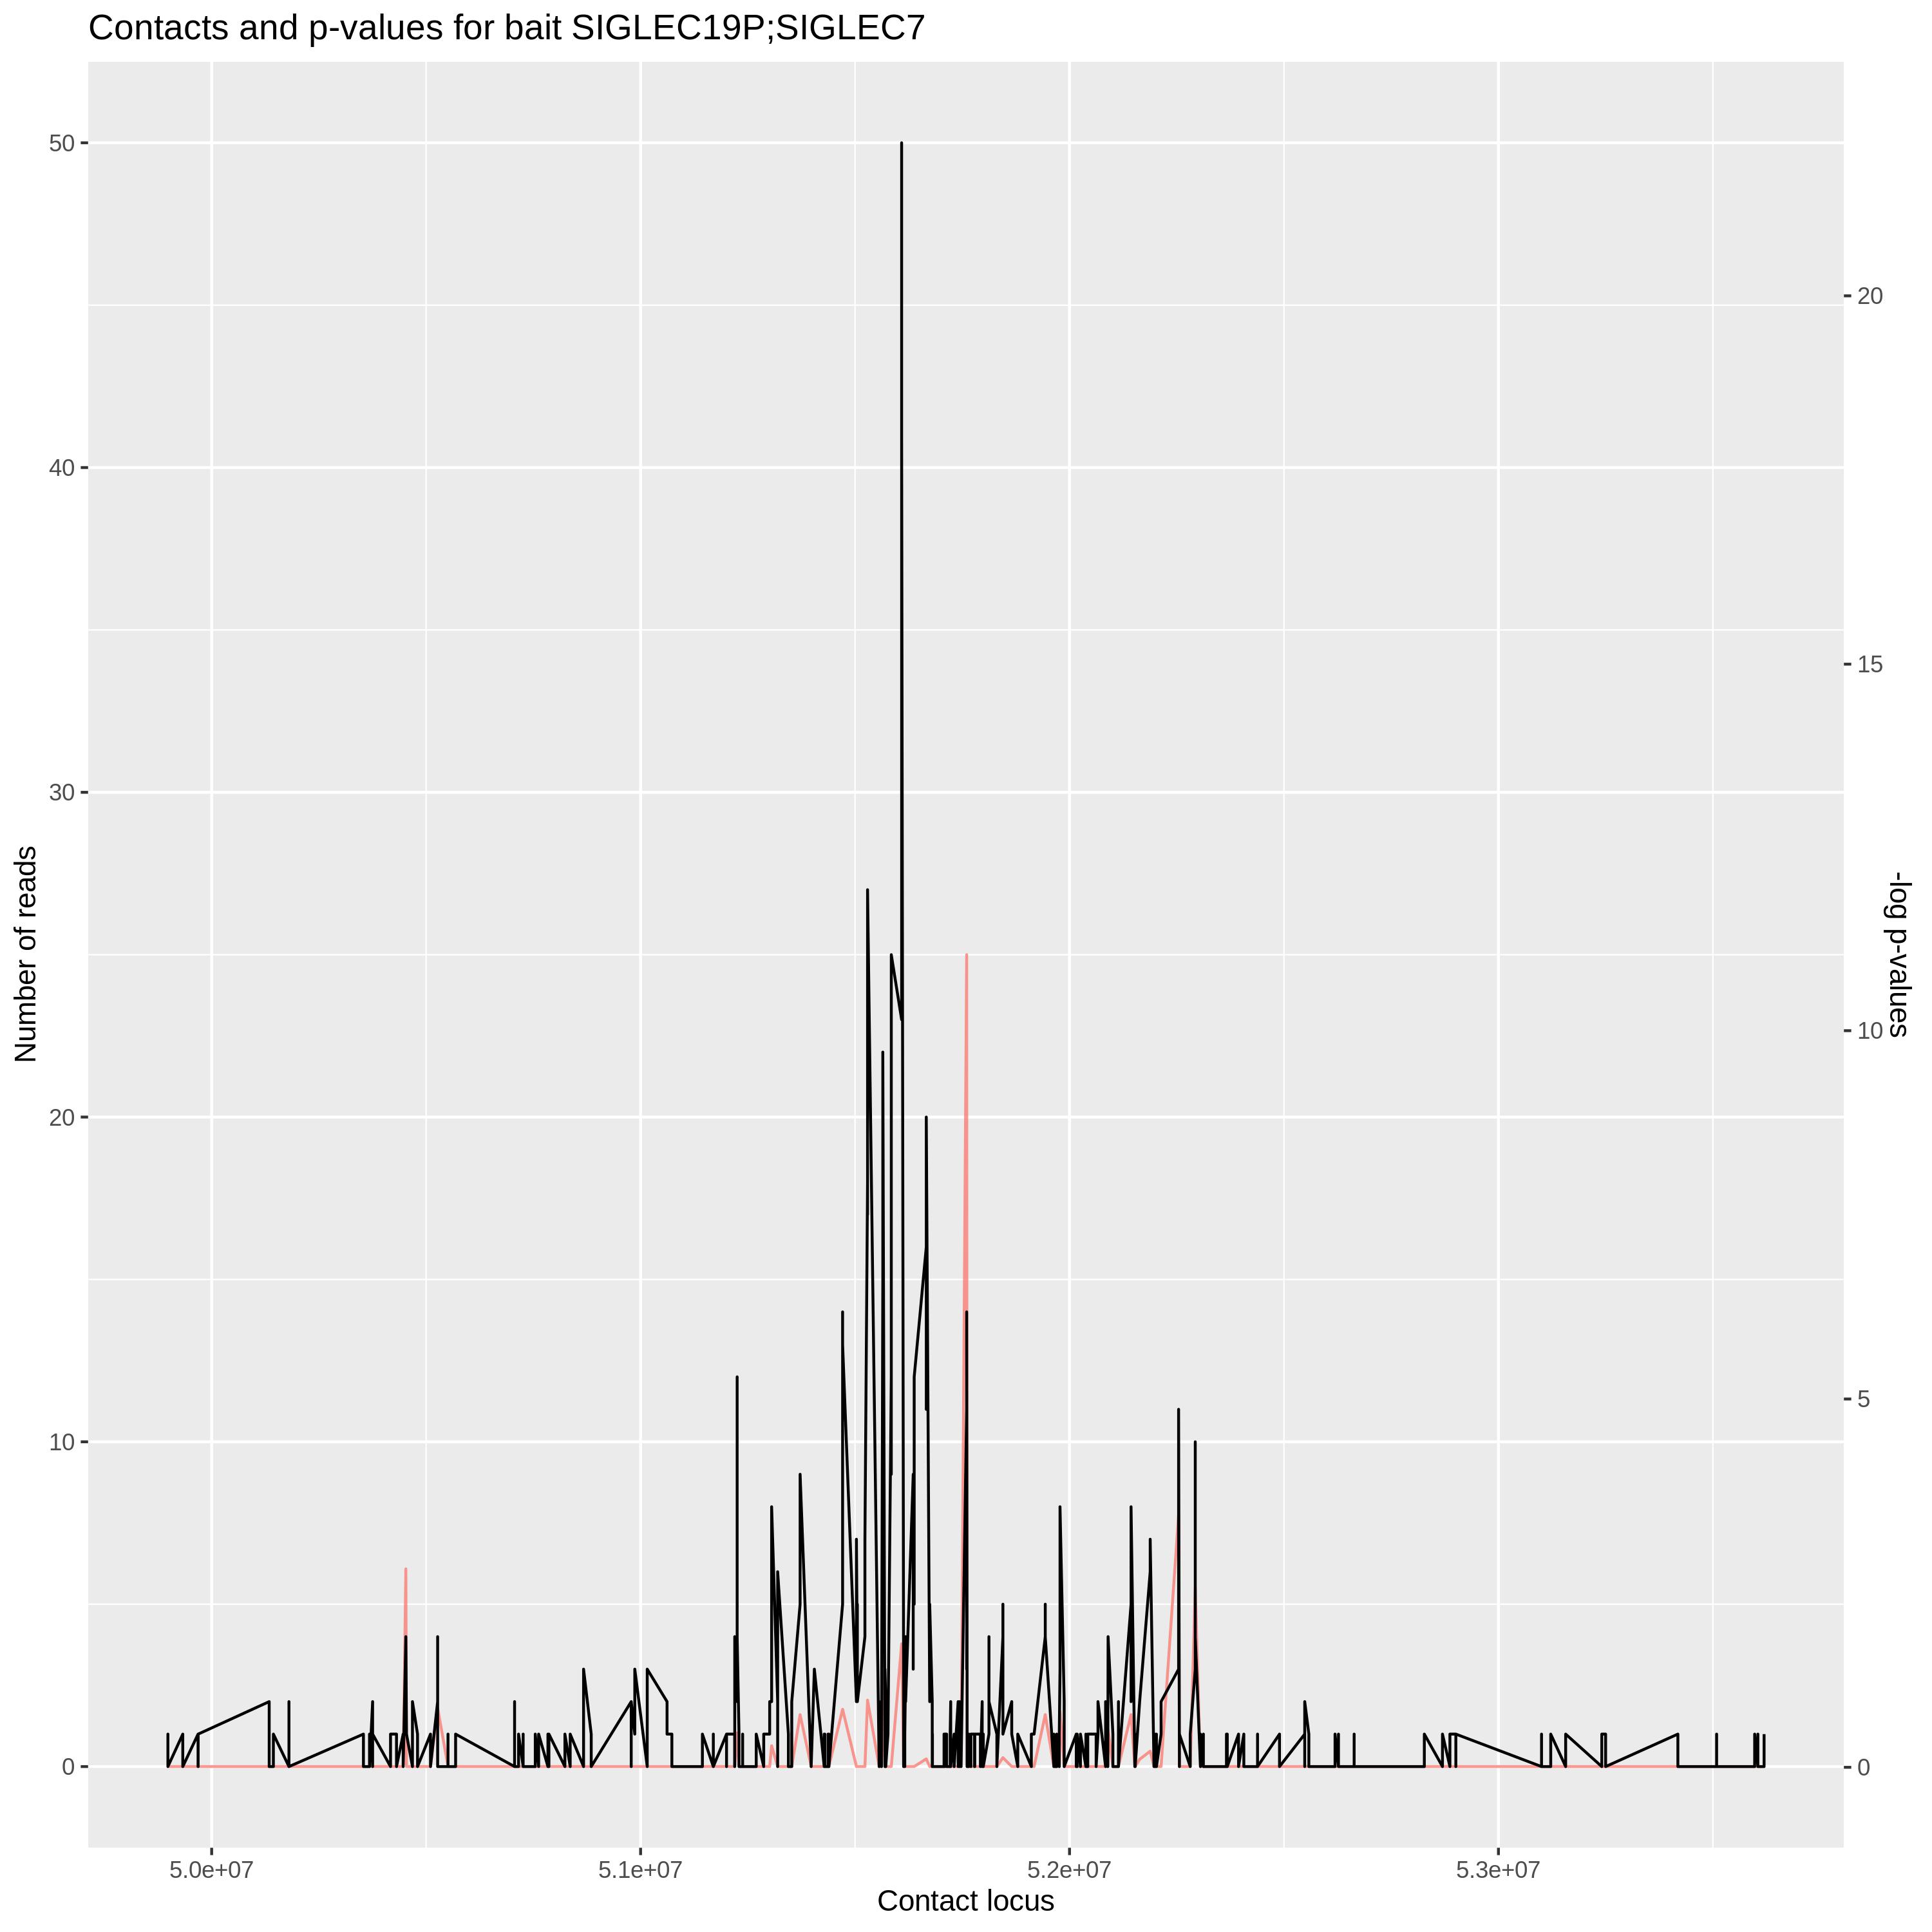 Contacts and p-values for bait SIGLEC19P;SIGLEC7
50
40
30
20
10
0
Number of reads
20
15
10
5
0
-log p-values
5.0e+07
5.1e+07
5.2e+07
5.3e+07
Contact locus